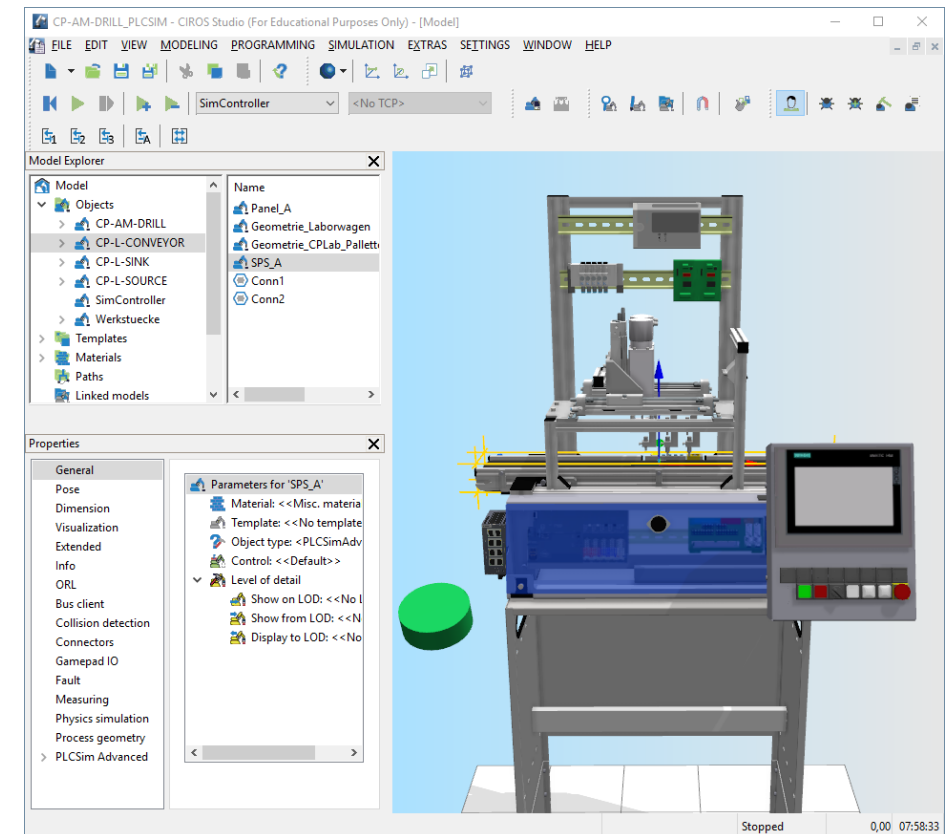 CP-AM-DRILL_PLCSIM - CIROS Studio (For Educational Purposes Only) - [Model]
FILE EDIT VIEW MODELING PROGRAMMING SIMULATION EXTRAS SETTINGS WINDOW HELP
SimController <No TCP>
1 2 3 A
Model Explorer
Model
Objects
CP-AM-DRILL
CP-L-CONVEYOR
CP-L-SINK
CP-L-SOURCE
SimController
Werkstuecke
Templates
Materials
Paths
Linked models
Name
Panel_A
Geometrie_Laborwagen
Geometrie_CPLab_Palette
SPS_A
Conn1
Conn2
Properties
General
Pose
Dimension
Visualization
Extended
Info
ORL
Bus client
Collision detection
Connectors
Gamepad IO
Fault
Measuring
Physics simulation
Process geometry
PLCSim Advanced
Parameters for 'SPS_A'
Material: <<Misc. materia
Template: <<No template
Object type: <PLCSimAdv
Control: <<Default>>
Level of detail
Show on LOD: <<No l
Show from LOD: <<N
Display to LOD: <<No
SIEMENS
Stopped 0,00 07:58:33